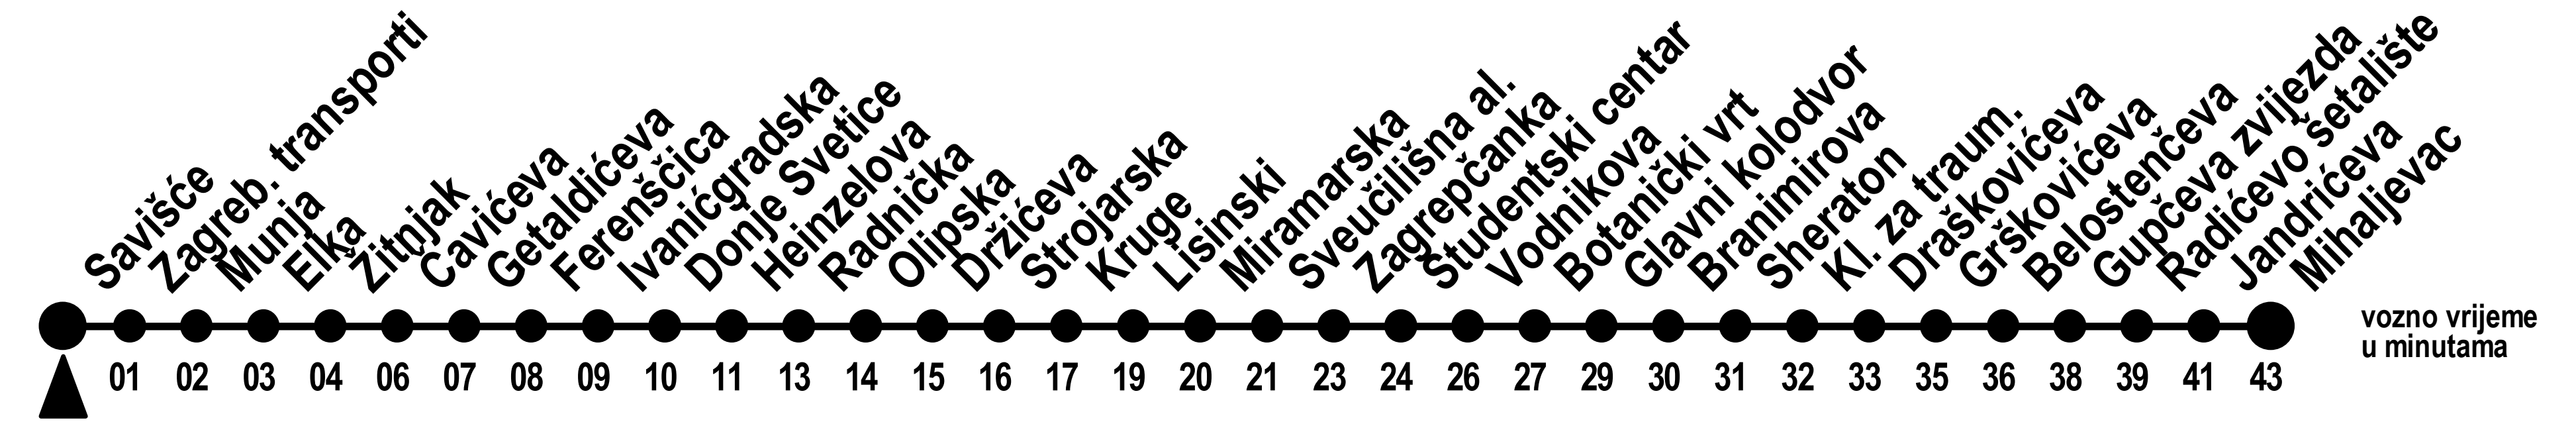 Savišće
Zagreb. transporti
Munja
Elka
Žitnjak
Čavićeva
Getaldićeva
Ferenščica
Ivanićgradska
Donje Svetice
Heinzelova
Radnička
Olipska
Držićeva
Strojarska
Kruge
Lisinski
Miramarska
Sveučilišna al.
Zagrepčanka
Studentski centar
Vodnikova
Botanički vrt
Glavni kolodvor
Branimirova
Sheraton
Kl. za traum.
Draškovićeva
Grškovićeva
Belostenčeva
Gupčeva zvijezda
Radićevo šetalište
Jandrićeva
Mihaljevac
01 02 03 04 06 07 08 09 10 11 13 14 15 16 17 19 20 21 23 24 26 27 29 30 31 32 33 35 36 38 39 41 43
vozno vrijeme
u minutama